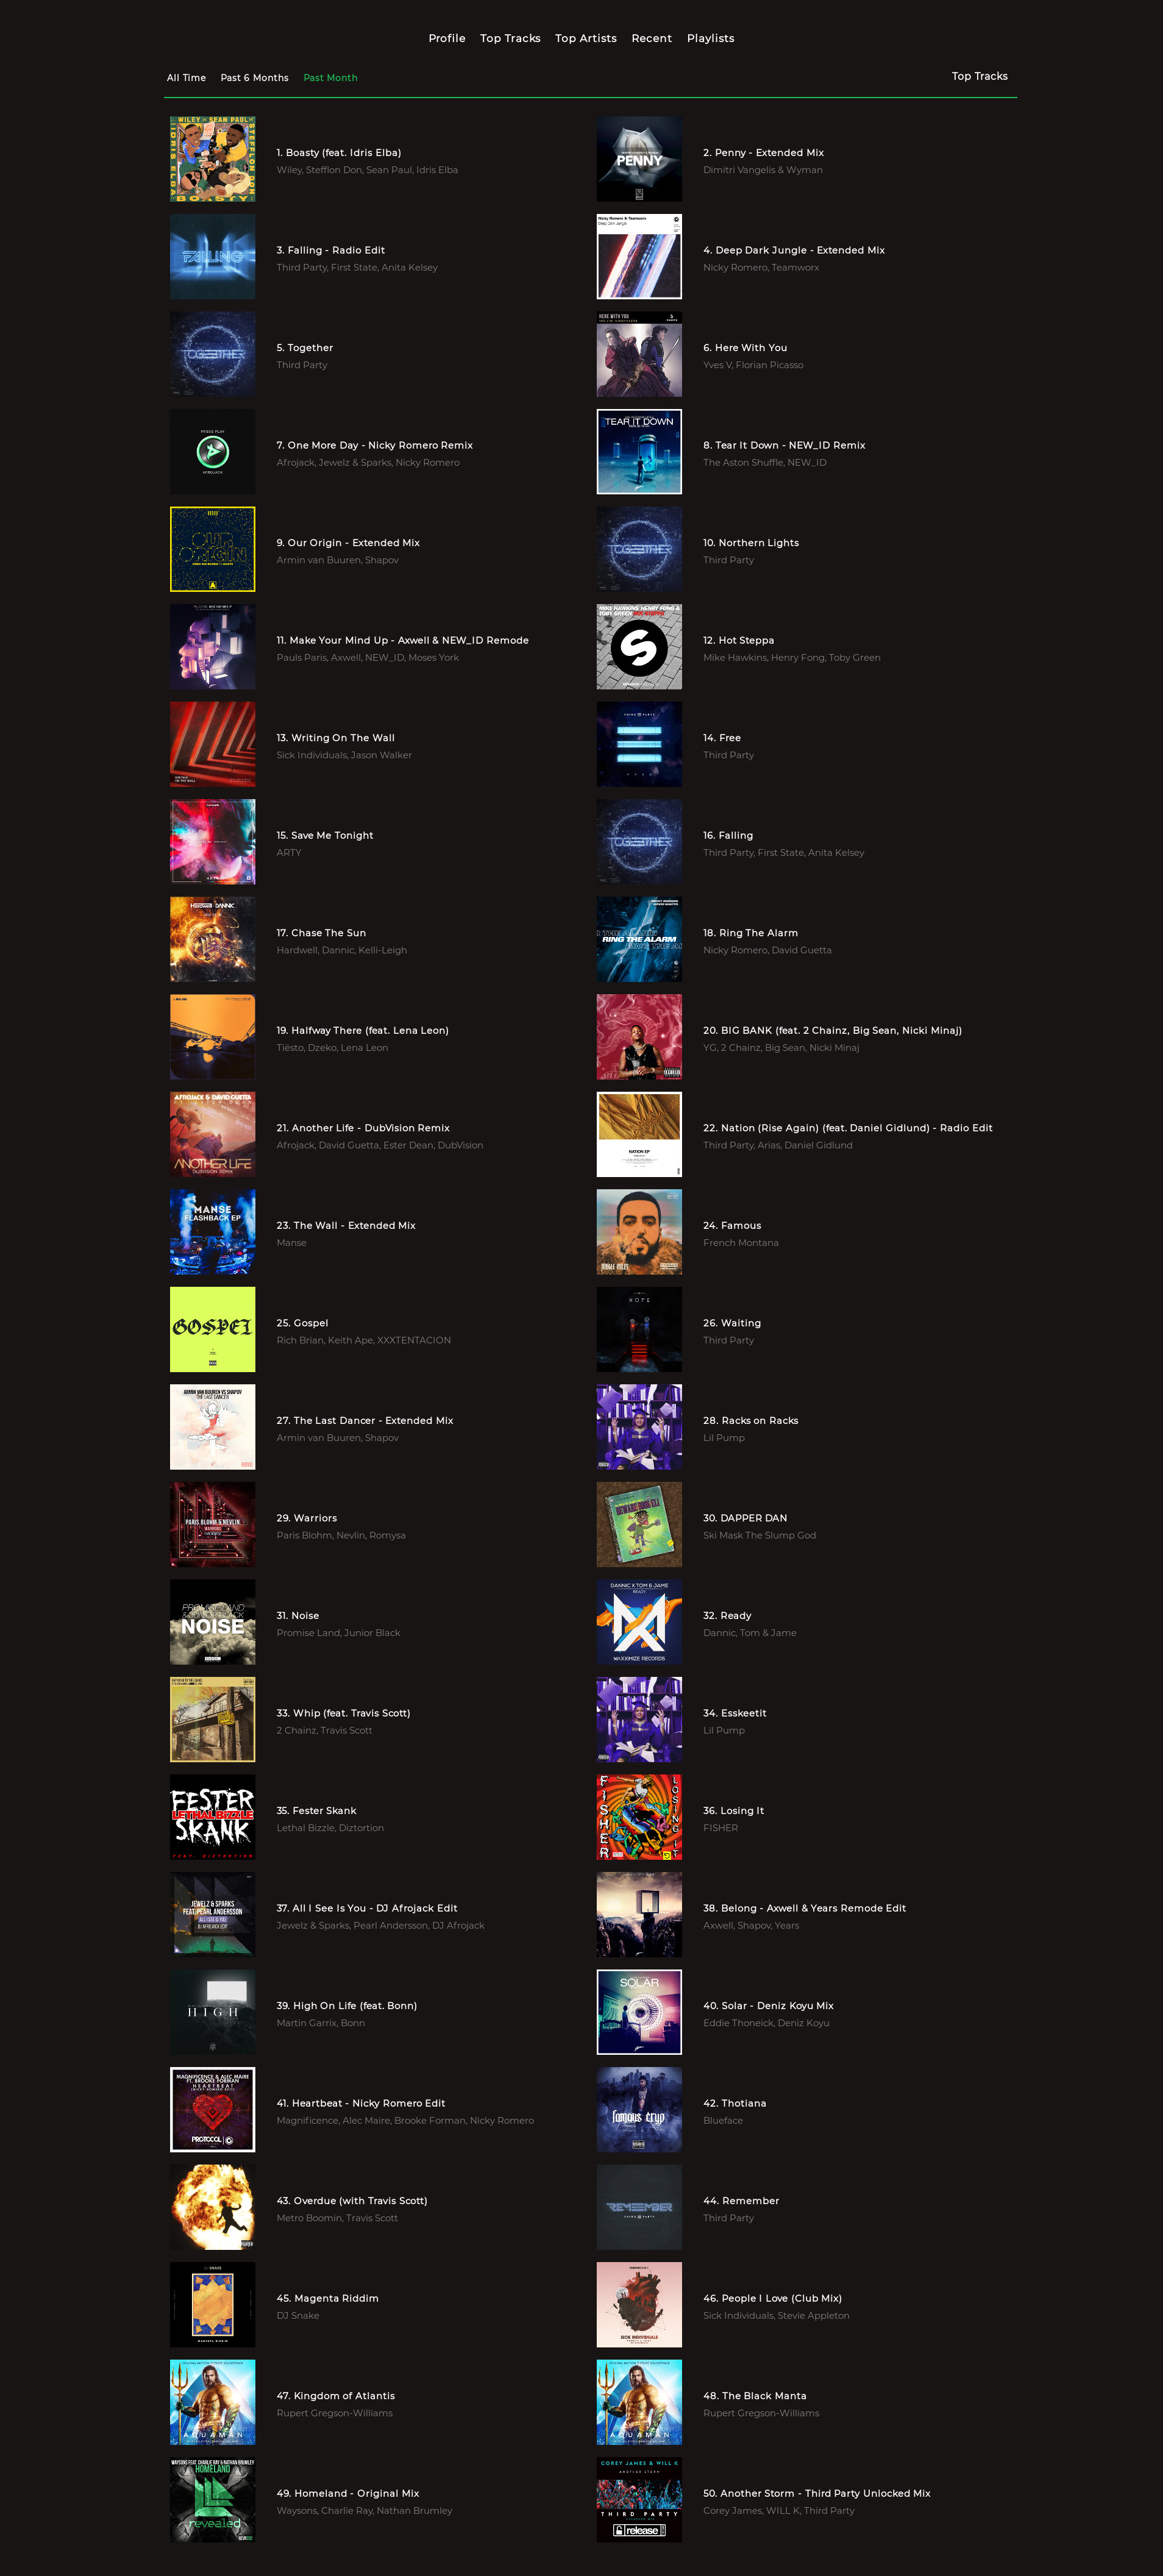 Profile Top Tracks Top Artists Recent Playlists
All Time Past 6 Months Past Month Top Tracks
1. Boasty (feat. Idris Elba)
Wiley, Stefflon Don, Sean Paul, Idris Elba
2. Penny - Extended Mix
Dimitri Vangelis & Wyman
3. Falling - Radio Edit
Third Party, First State, Anita Kelsey
4. Deep Dark Jungle - Extended Mix
Nicky Romero, Teamworx
5. Together
Third Party
6. Here With You
Yves V, Florian Picasso
7. One More Day - Nicky Romero Remix
Afrojack, Jewelz & Sparks, Nicky Romero
8. Tear It Down - NEW_ID Remix
The Aston Shuffle, NEW_ID
9. Our Origin - Extended Mix
Armin van Buuren, Shapov
10. Northern Lights
Third Party
11. Make Your Mind Up - Axwell & NEW_ID Remode
Pauls Paris, Axwell, NEW_ID, Moses York
12. Hot Steppa
Mike Hawkins, Henry Fong, Toby Green
13. Writing On The Wall
Sick Individuals, Jason Walker
14. Free
Third Party
15. Save Me Tonight
ARTY
16. Falling
Third Party, First State, Anita Kelsey
17. Chase The Sun
Hardwell, Dannic, Kelli-Leigh
18. Ring The Alarm
Nicky Romero, David Guetta
19. Halfway There (feat. Lena Leon)
Tiësto, Dzeko, Lena Leon
20. BIG BANK (feat. 2 Chainz, Big Sean, Nicki Minaj)
YG, 2 Chainz, Big Sean, Nicki Minaj
21. Another Life - DubVision Remix
Afrojack, David Guetta, Ester Dean, DubVision
22. Nation (Rise Again) (feat. Daniel Gidlund) - Radio Edit
Third Party, Arias, Daniel Gidlund
23. The Wall - Extended Mix
Manse
24. Famous
French Montana
25. Gospel
Rich Brian, Keith Ape, XXXTENTACION
26. Waiting
Third Party
27. The Last Dancer - Extended Mix
Armin van Buuren, Shapov
28. Racks on Racks
Lil Pump
29. Warriors
Paris Blohm, Nevlin, Romysa
30. DAPPER DAN
Ski Mask The Slump God
31. Noise
Promise Land, Junior Black
32. Ready
Dannic, Tom & Jame
33. Whip (feat. Travis Scott)
2 Chainz, Travis Scott
34. Esskeetit
Lil Pump
35. Fester Skank
Lethal Bizzle, Diztortion
36. Losing It
FISHER
37. All I See Is You - DJ Afrojack Edit
Jewelz & Sparks, Pearl Andersson, DJ Afrojack
38. Belong - Axwell & Years Remode Edit
Axwell, Shapov, Years
39. High On Life (feat. Bonn)
Martin Garrix, Bonn
40. Solar - Deniz Koyu Mix
Eddie Thoneick, Deniz Koyu
41. Heartbeat - Nicky Romero Edit
Magnificence, Alec Maire, Brooke Forman, Nicky Romero
42. Thotiana
Blueface
43. Overdue (with Travis Scott)
Metro Boomin, Travis Scott
44. Remember
Third Party
45. Magenta Riddim
DJ Snake
46. People I Love (Club Mix)
Sick Individuals, Stevie Appleton
47. Kingdom of Atlantis
Rupert Gregson-Williams
48. The Black Manta
Rupert Gregson-Williams
49. Homeland - Original Mix
Waysons, Charlie Ray, Nathan Brumley
50. Another Storm - Third Party Unlocked Mix
Corey James, WILL K, Third Party